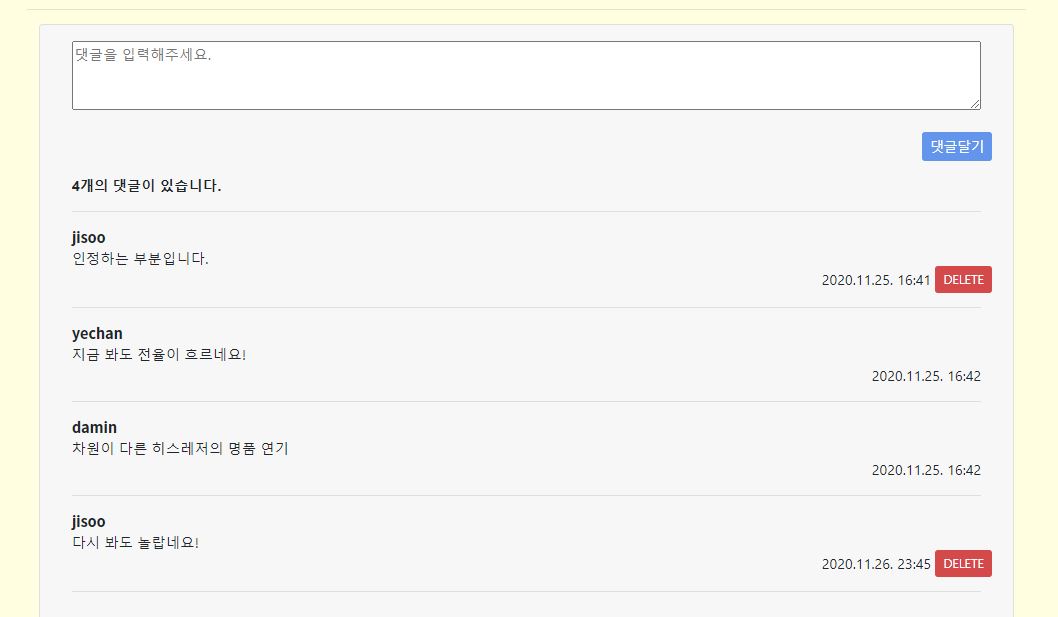 댓글을 입력해주세요.
댓글달기
4개의 댓글이 있습니다.
jisoo
인정하는 부분입니다.
2020.11.25. 16:41 DELETE
yechan
지금 봐도 전율이 흐르네요!
2020.11.25. 16:42
damin
차원이 다른 히스레저의 명품 연기
2020.11.25. 16:42
jisoo
다시 봐도 놀랍네요!
2020.11.26. 23:45 DELETE